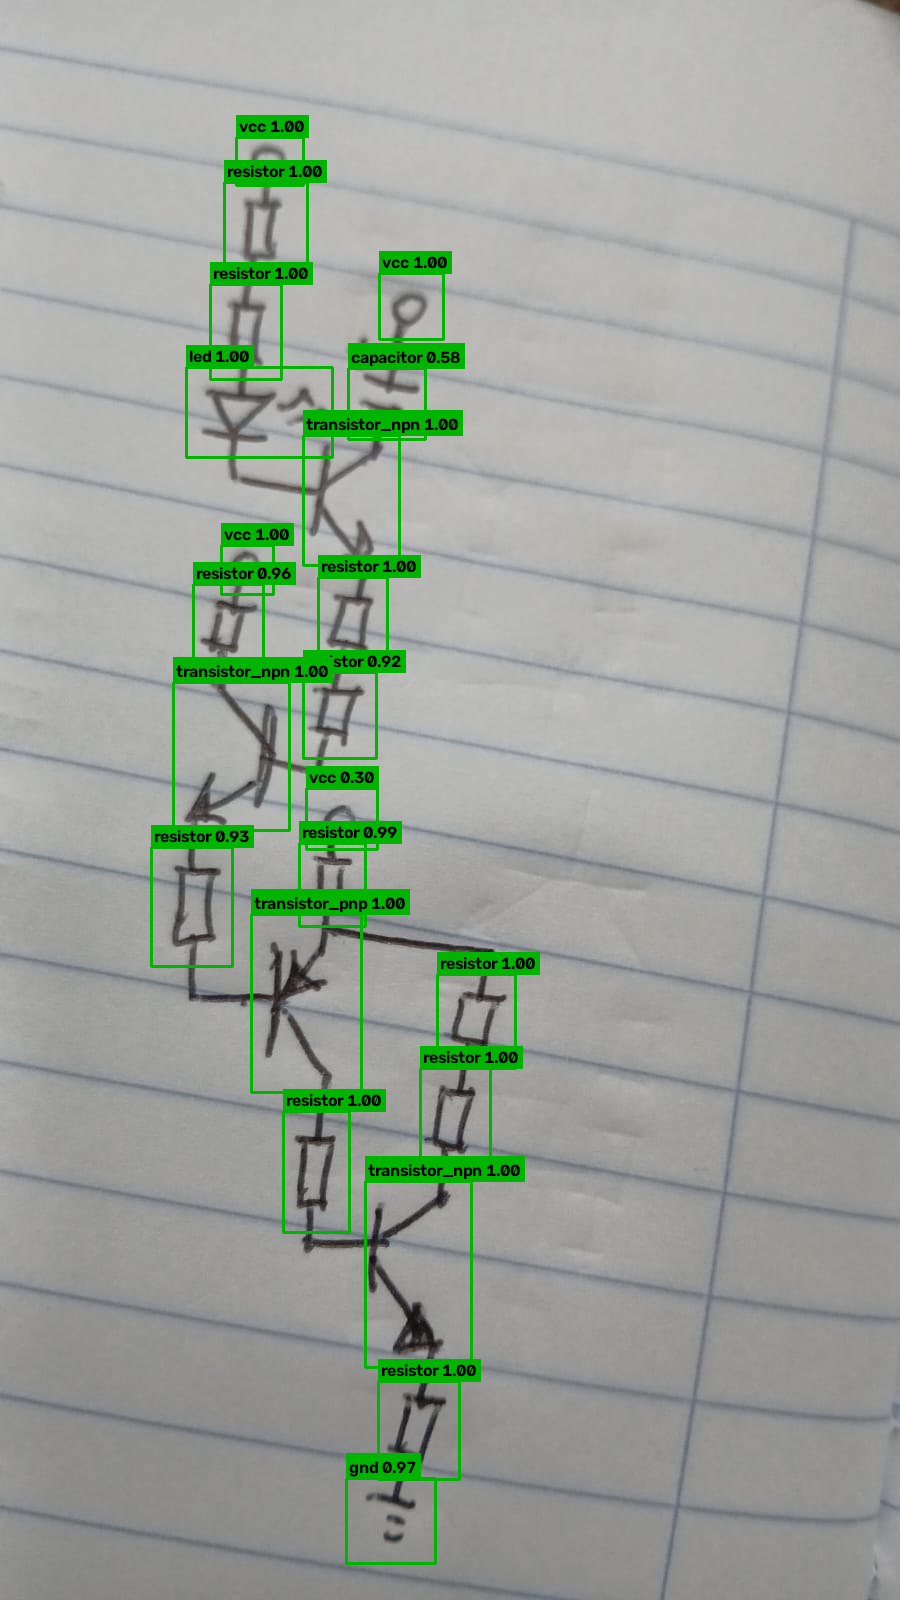 vcc 1.00
resistor 1.00
vcc 1.00
resistor 1.00
led 1.00
capacitor 0.58
transistor_npn 1.00
vcc 1.00
resistor 1.00
resistor 0.96
stor 0.92
transistor_npn 1.00
vcc 0.30
resistor 0.99
resistor 0.93
transistor_pnp 1.00
resistor 1.00
resistor 1.00
resistor 1.00
transistor_npn 1.00
resistor 1.00
gnd 0.97